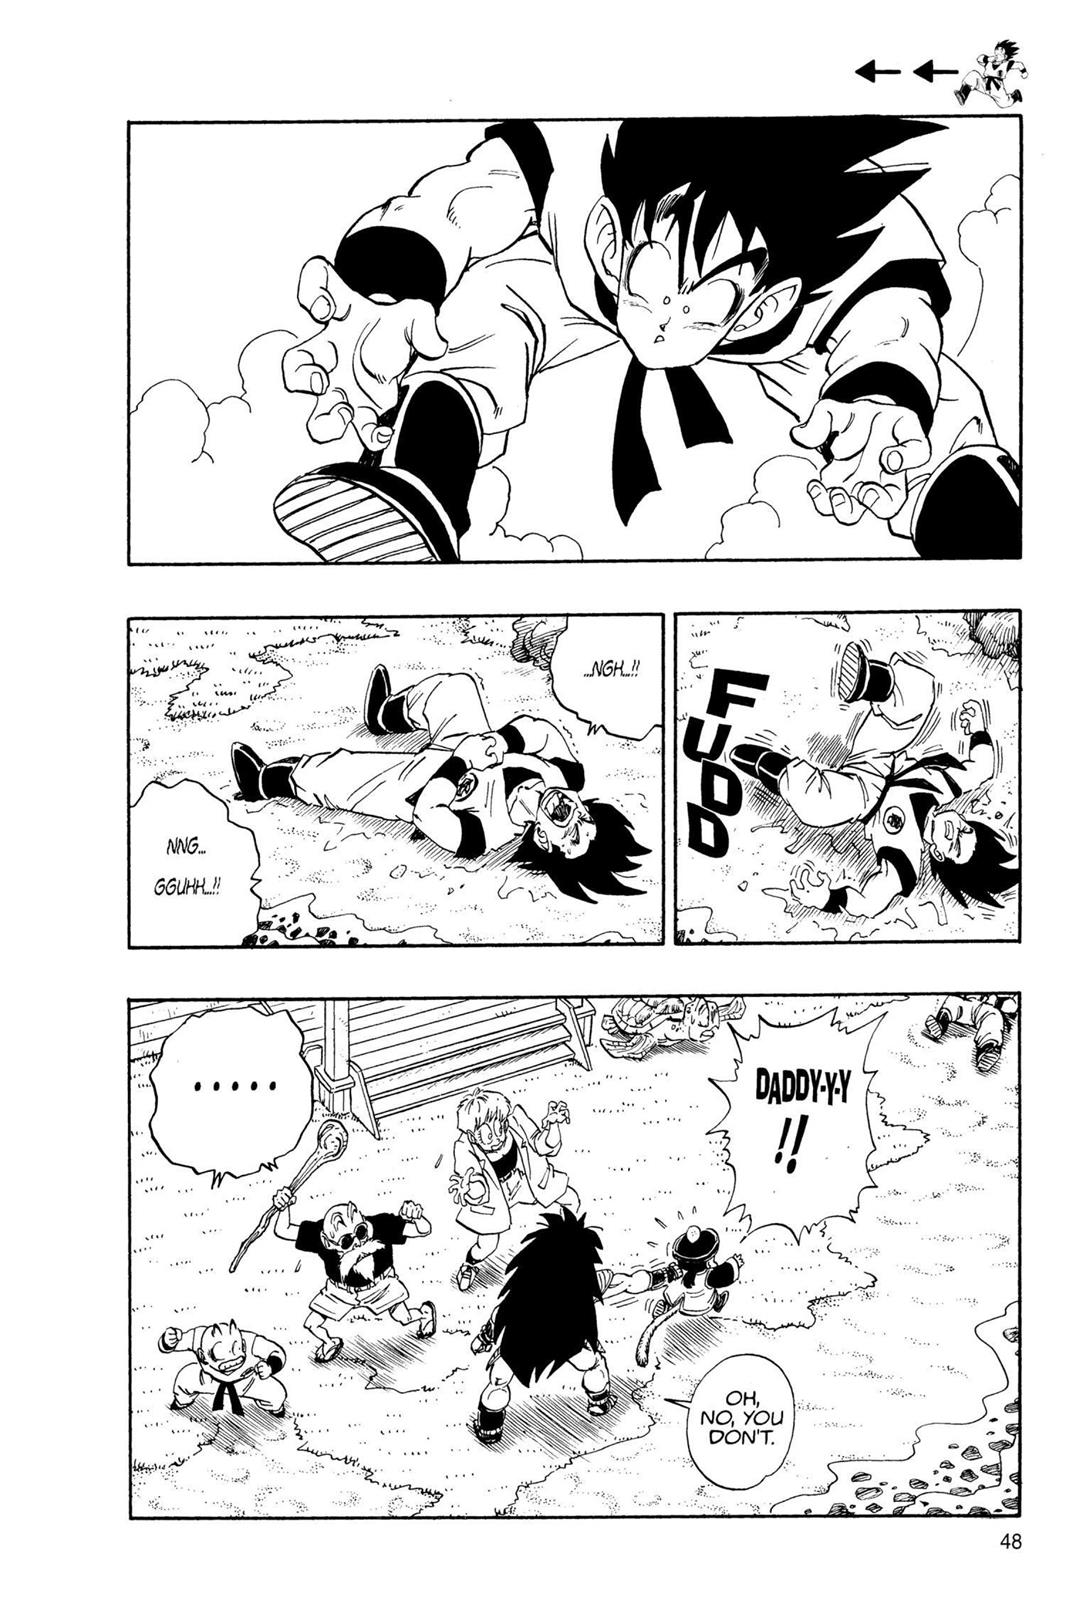 FUDD
...NGH...!!
NNG...
GGUHH...!!
DADDY-Y-Y
!!
.....
OH,
NO, YOU
DON'T.
48